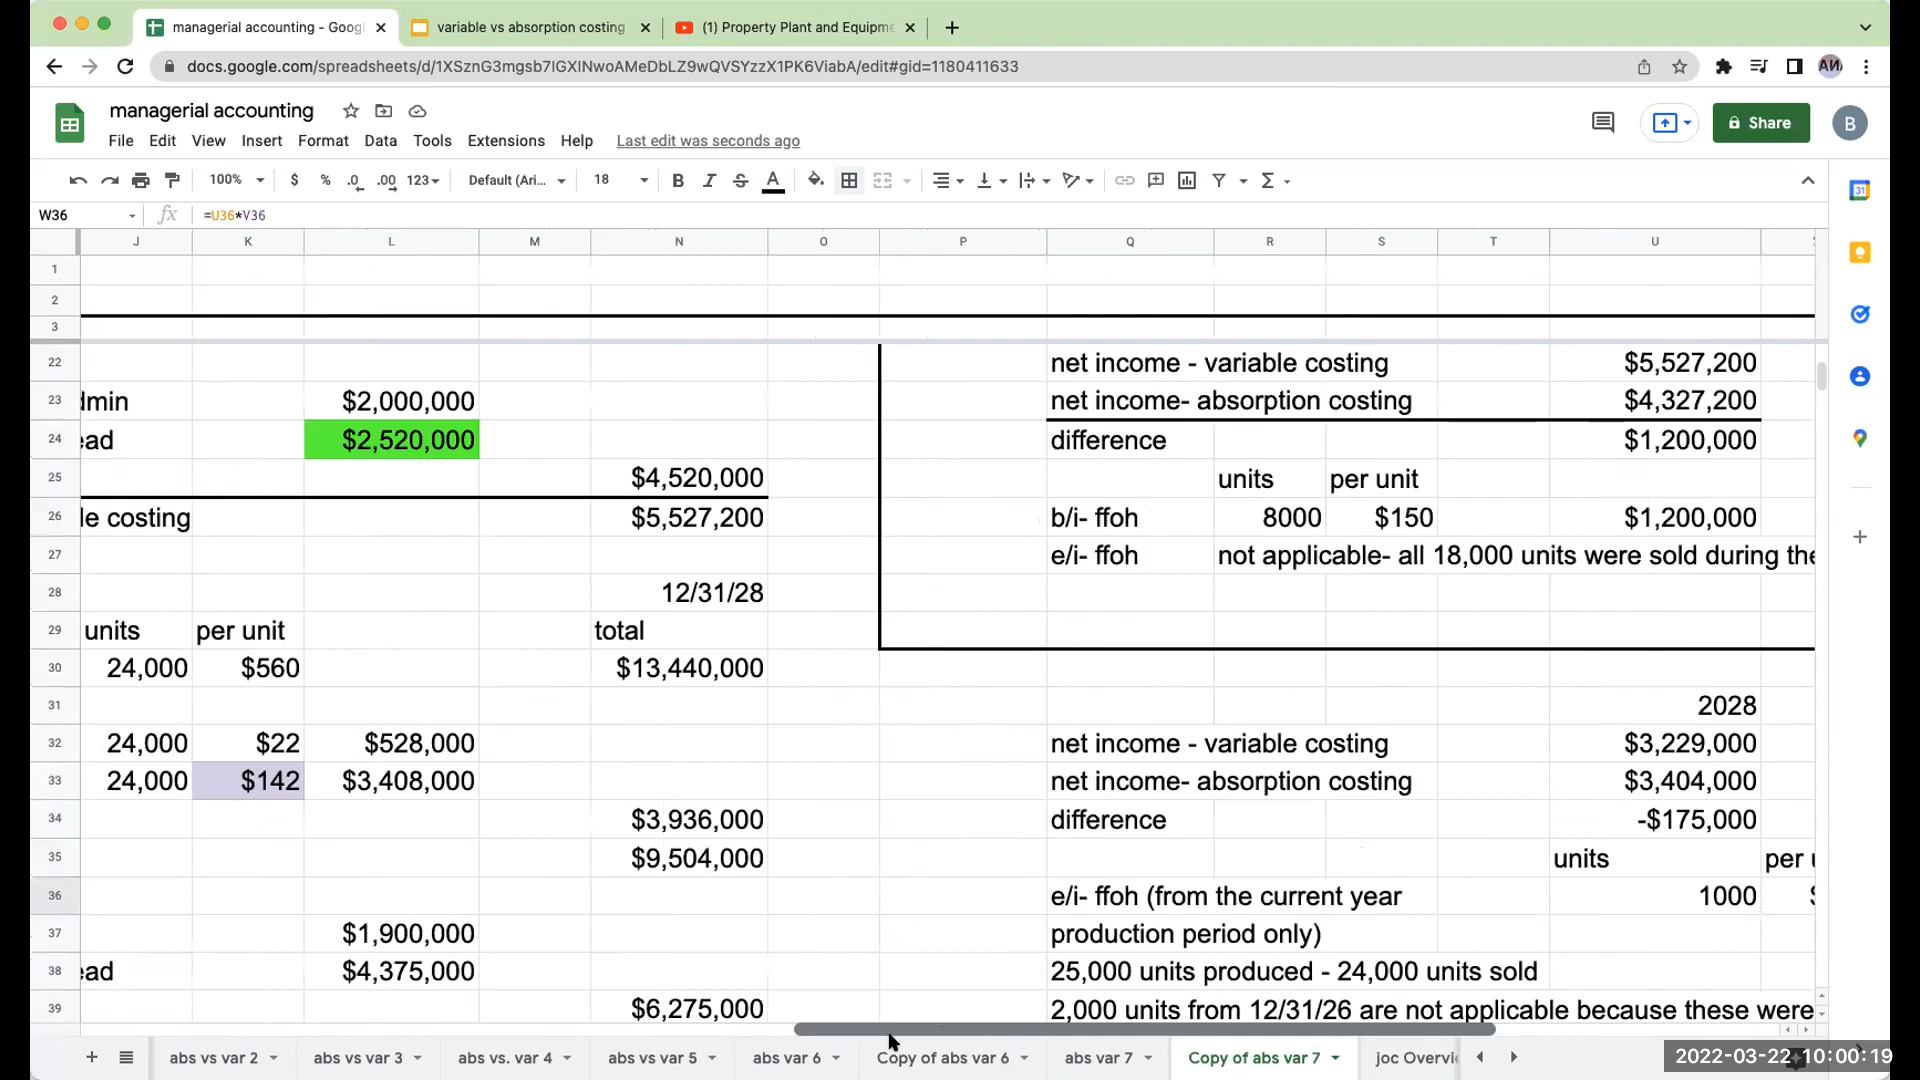 managerial accounting - Goog
variable vs absorption costing
(1) Property Plant and Equipme
docs.google.com/spreadsheets/d/1XSznG3mgsb7lGXlNwoAMeDbLZ9wQVSYzzX1PK6ViabA/edit#gid=1180411633
managerial accounting
File Edit View Insert Format Data Tools Extensions Help Last edit was seconds ago
Share
B
100% $ % .0 .00 123 Default (Ari... 18 B I S A
W36 fx =U36*V36
J K L M N O P Q R S T U
1
2
3
22 net income - variable costing $5,527,200
23 dmin $2,000,000 net income- absorption costing $4,327,200
24 ead $2,520,000 difference $1,200,000
25 $4,520,000 units per unit
26 le costing $5,527,200 b/i- ffoh 8000 $150 $1,200,000
27 e/i- ffoh not applicable- all 18,000 units were sold during the
28 12/31/28
29 units per unit total
30 24,000 $560 $13,440,000
31 2028
32 24,000 $22 $528,000 net income - variable costing $3,229,000
33 24,000 $142 $3,408,000 net income- absorption costing $3,404,000
34 $3,936,000 difference -$175,000
35 $9,504,000 units per u
36 e/i- ffoh (from the current year 1000 $
37 $1,900,000 production period only)
38 ead $4,375,000 25,000 units produced - 24,000 units sold
39 $6,275,000 2,000 units from 12/31/26 are not applicable because these were
abs vs var 2 abs vs var 3 abs vs. var 4 abs vs var 5 abs var 6 Copy of abs var 6 abs var 7 Copy of abs var 7 joc Overvie
2022-03-22 10:00:19